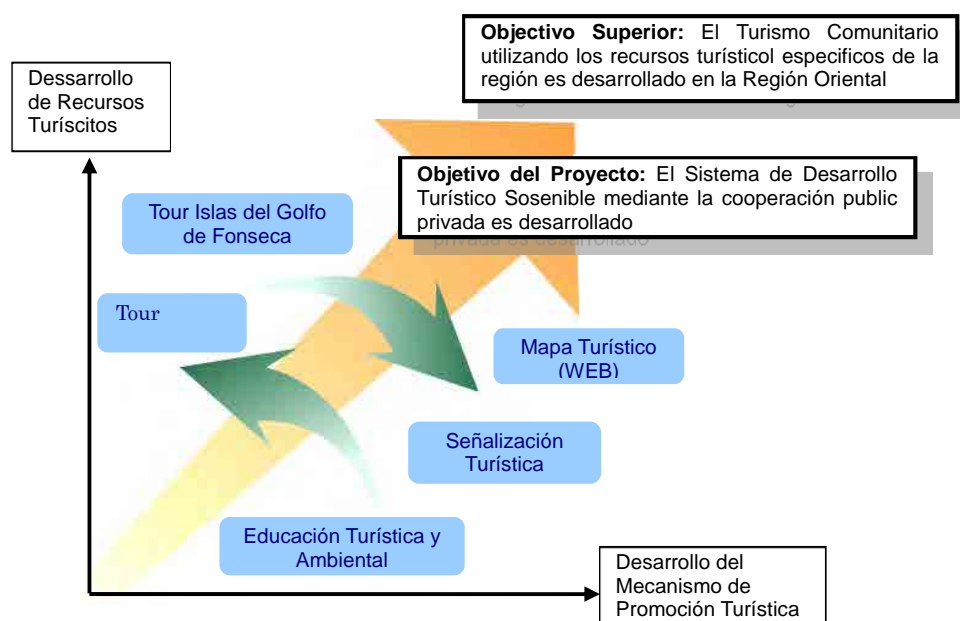 Objectivo Superior: El Turismo Comunitario
utilizando los recursos turísticol especificos de la
región es desarrollado en la Región Oriental
Dessarrollo
de Recursos
Turíscitos
Objetivo del Proyecto: El Sistema de Desarrollo
Turístico Sosenible mediante la cooperación public
privada es desarrollado
privada es desarrollado
Tour Islas del Golfo
de Fonseca
Tour
Mapa Turístico
(WEB)
Señalización
Turística
Educación Turística y
Ambiental
Desarrollo del
Mecanismo de
Promoción Turística